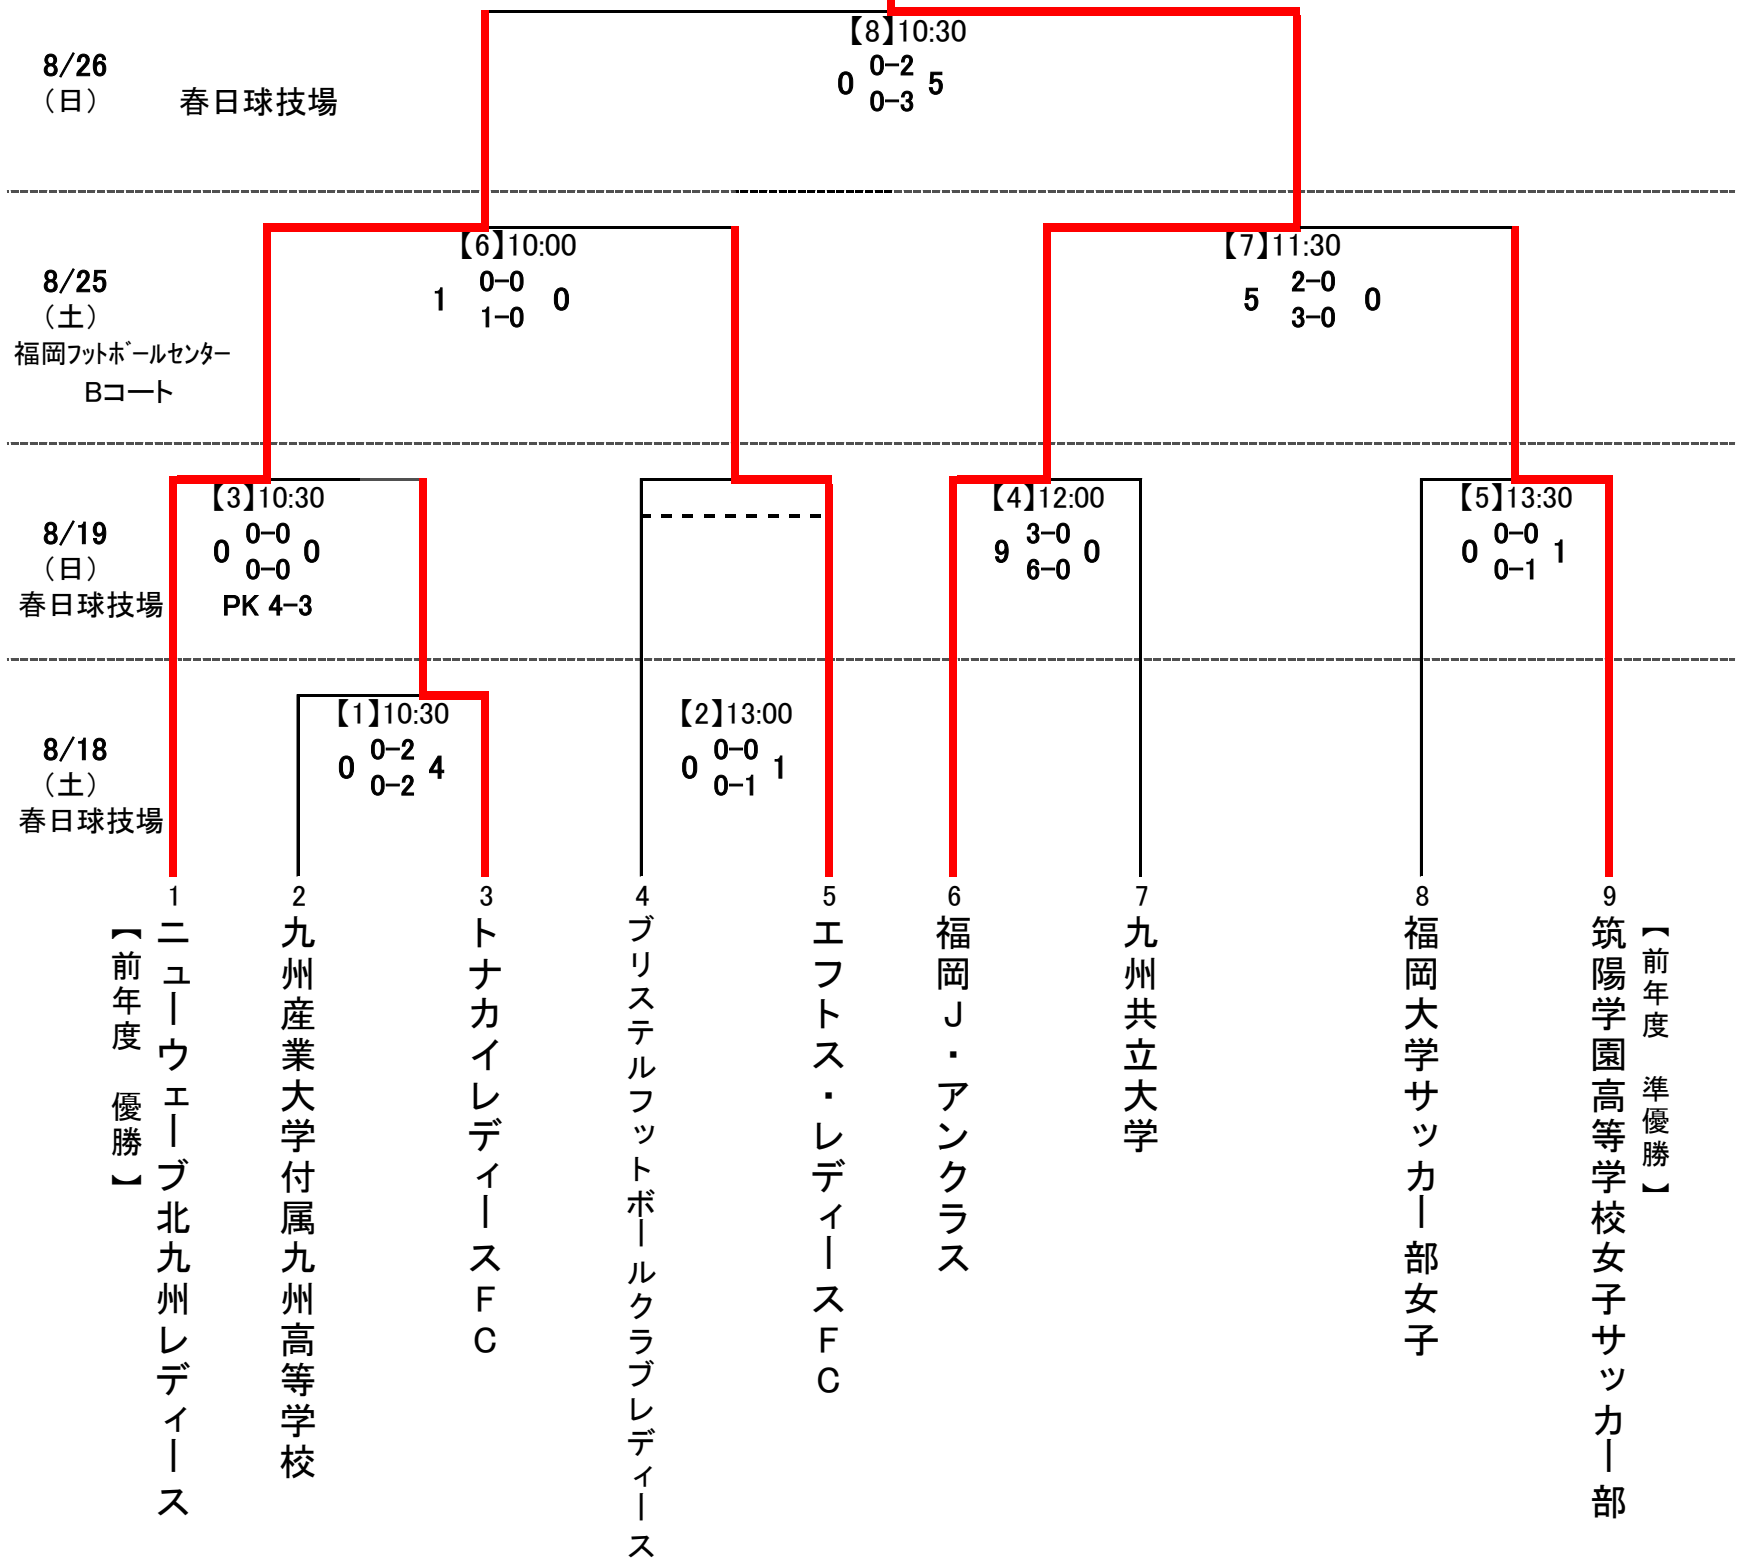 【8】10:30
8/26
（日）
春日球技場
0 0-2 5
0-3
【6】10:00
1 0-0 0
1-0
【7】11:30
5 2-0 0
3-0
8/25
（土）
福岡フットボールセンター
Bコート
【3】10:30
0 0-0 0
0-0
PK 4-3
【4】12:00
9 3-0 0
6-0
【5】13:30
0 0-0 1
0-1
8/19
（日）
春日球技場
【1】10:30
0 0-2 4
0-2
【2】13:00
0 0-0 1
0-1
8/18
（土）
春日球技場
1
ニューウェーブ北九州レディース
【前年度　優勝】
2
九州産業大学付属九州高等学校
3
トナカイレディースFC
4
ブリステルフットボールクラブレディース
5
エフトス・レディースFC
6
福岡J・アンクラス
7
九州共立大学
8
福岡大学サッカー部女子
9
筑陽学園高等学校女子サッカー部
【前年度　準優勝】